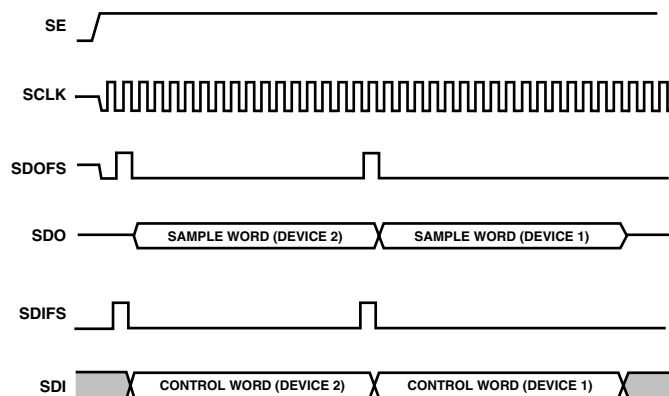 SE
SCLK
SDOFS
SDO
SAMPLE WORD (DEVICE 2) SAMPLE WORD (DEVICE 1)
SDIFS
SDI
CONTROL WORD (DEVICE 2) CONTROL WORD (DEVICE 1)